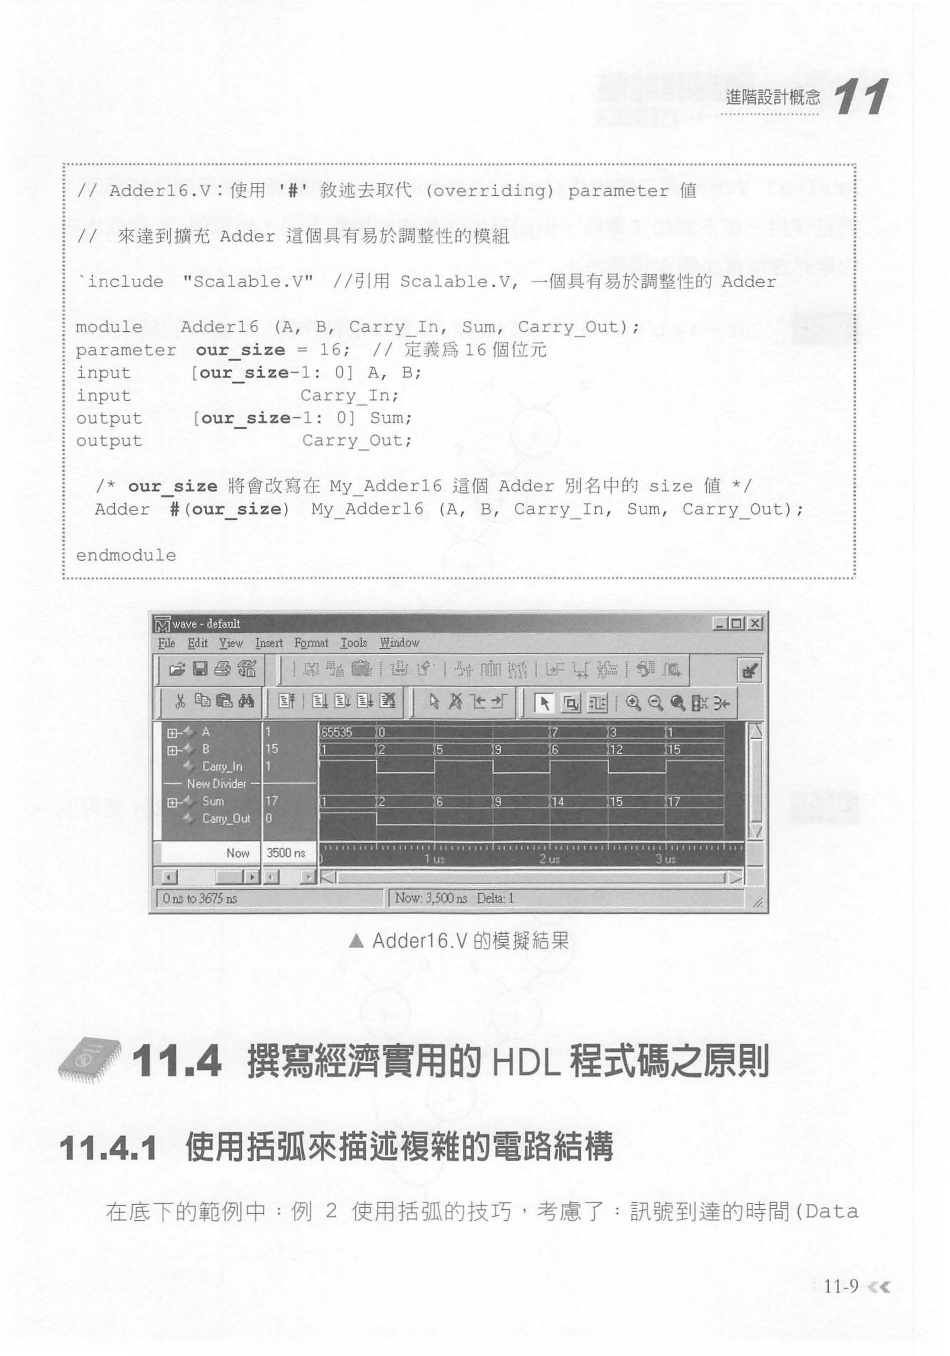 進階設計概念 11
// Adder16.V：使用 '#' 敘述去取代 (overriding) parameter 值
// 來達到擴充 Adder 這個具有易於調整性的模組
`include "Scalable.V" //引用 Scalable.V, 一個具有易於調整性的 Adder
module Adder16 (A, B, Carry_In, Sum, Carry_Out);
parameter our_size = 16; // 定義爲 16 個位元
input [our_size-1: 0] A, B;
input Carry_In;
output [our_size-1: 0] Sum;
output Carry_Out;
/* our_size 將會改寫在 My_Adder16 這個 Adder 別名中的 size 值 */
Adder #(our_size) My_Adder16 (A, B, Carry_In, Sum, Carry_Out);
endmodule
wave - default
File Edit View Insert Format Tools Window
A 1 65535 0 7 3 1
B 15 1 2 5 9 6 12 15
Carry_In 1
New Divider
Sum 17 1 2 6 9 14 15 17
Carry_Out 0
Now 3500 ns 1 us 2 us 3 us
0 ns to 3675 ns Now: 3,500 ns Delta: 1
▲ Adder16.V 的模擬結果
11.4 撰寫經濟實用的 HDL 程式碼之原則
11.4.1 使用括弧來描述複雜的電路結構
在底下的範例中：例 2 使用括弧的技巧，考慮了：訊號到達的時間(Data
11-9